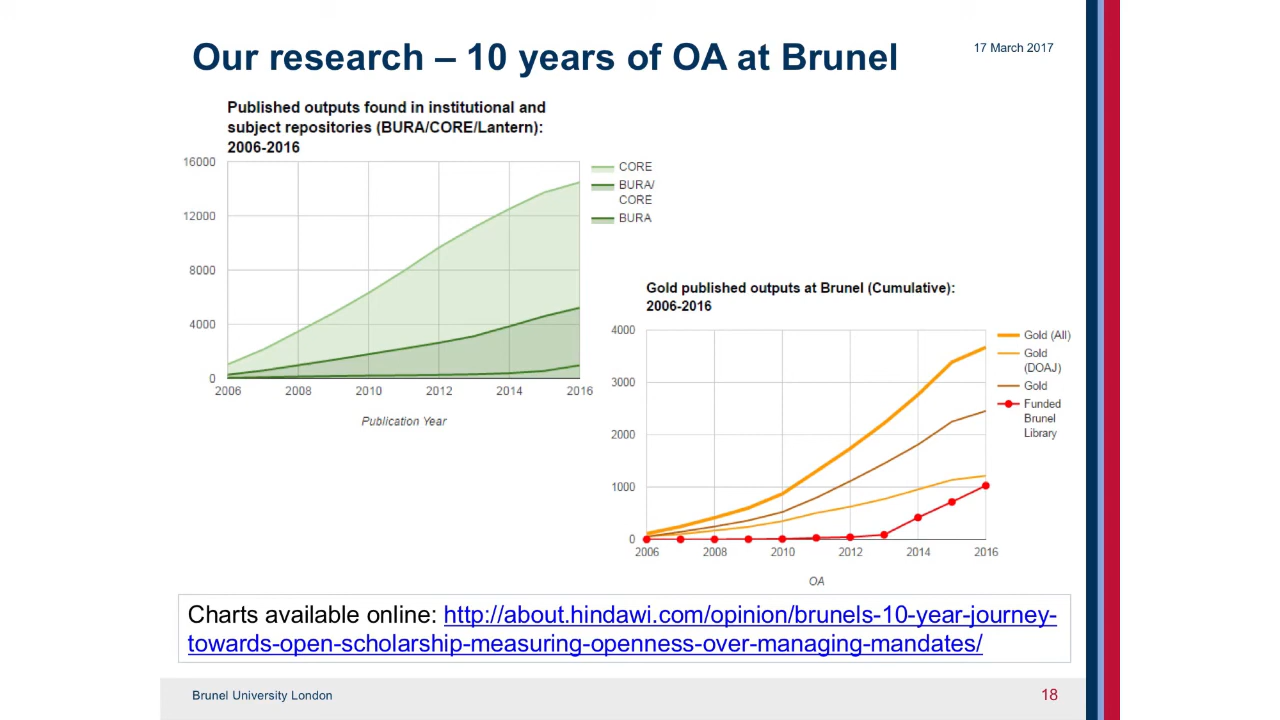 Our research – 10 years of OA at Brunel
17 March 2017
Published outputs found in institutional and
subject repositories (BURA/CORE/Lantern):
2006-2016
16000
12000
8000
4000
0
2006 2008 2010 2012 2014 2016
Publication Year
CORE
BURA/
CORE
BURA
Gold published outputs at Brunel (Cumulative):
2006-2016
4000
3000
2000
1000
0
2006 2008 2010 2012 2014 2016
OA
Gold (All)
Gold
(DOAJ)
Gold
Funded
Brunel
Library
Charts available online: http://about.hindawi.com/opinion/brunels-10-year-journey-
towards-open-scholarship-measuring-openness-over-managing-mandates/
Brunel University London
18